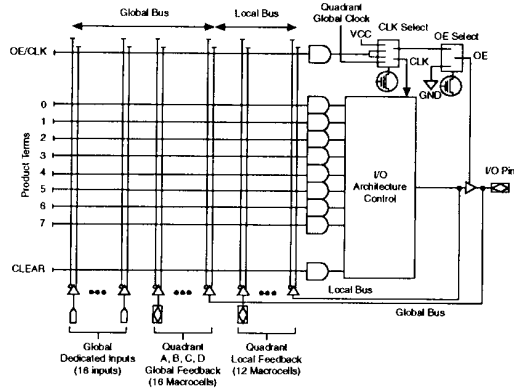 Global Bus
Local Bus
Quadrant
Global Clock
CLK Select
VCC
OE Select
OE/CLK
OE
CLK
GND
Product Terms
0
1
2
3
4
5
6
7
I/O
Architecture
Control
I/O Pin
CLEAR
Local Bus
Global Bus
Global
Dedicated Inputs
(16 inputs)
Quadrant
A, B, C, D
Global Feedback
(16 Macrocells)
Quadrant
Local Feedback
(12 Macrocells)